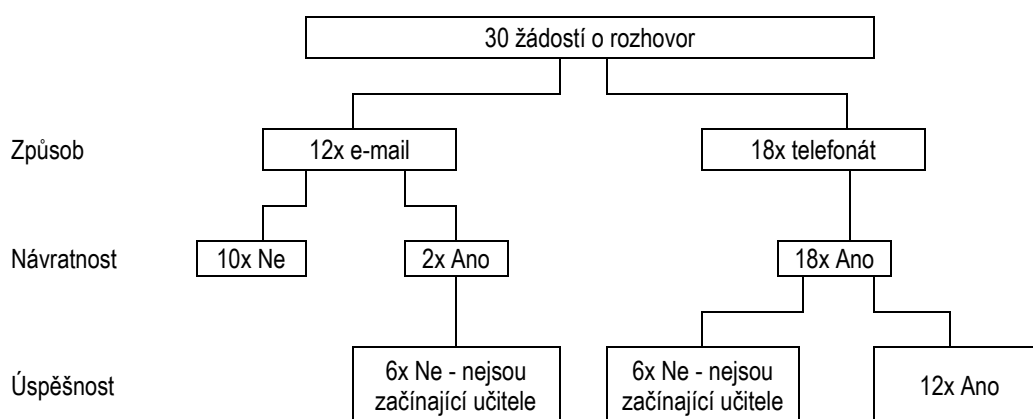 30 žádostí o rozhovor
Způsob
12x e-mail
18x telefonát
Návratnost
10x Ne
2x Ano
18x Ano
Úspěšnost
6x Ne - nejsou
začínající učitele
6x Ne - nejsou
začínající učitele
12x Ano